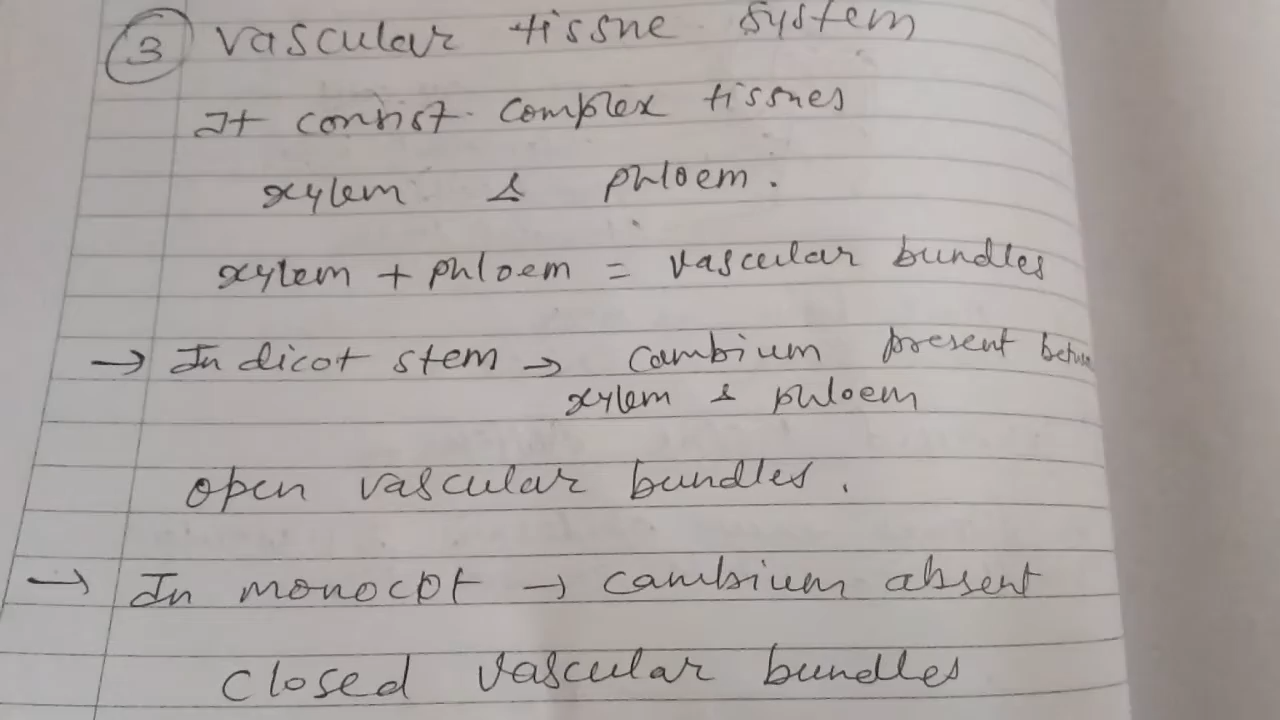 3 vascular tissue system
It consist complex tissues
xylem & phloem.
xylem + phloem = vascular bundles
→ In dicot stem → Cambium present
xylem & phloem
open vascular bundles.
→ In monocot → cambium absent
closed vascular bundles